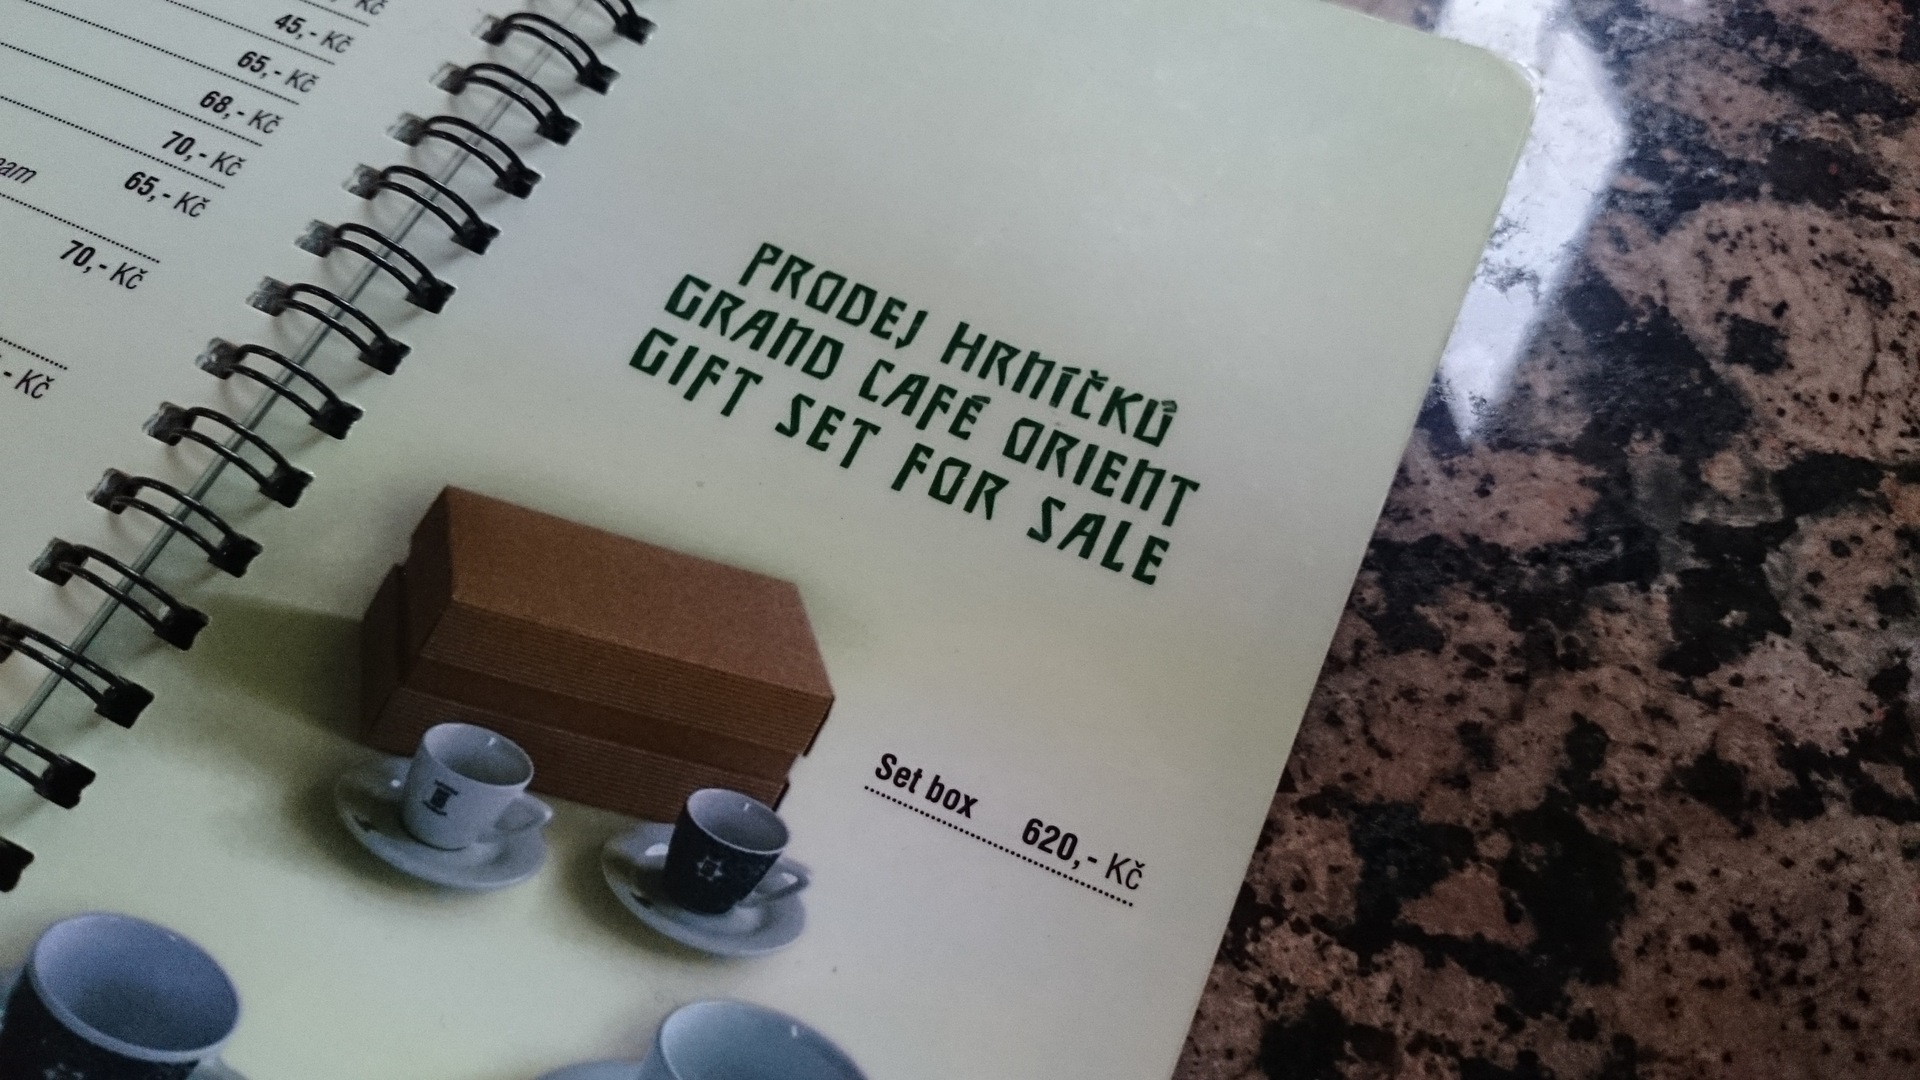 45,- Kč
65,- Kč
68,- Kč
70,- Kč
65,- Kč
70,- Kč
- Kč
PRODEJ HRNÍČKŮ
GRAND CAFÉ ORIENT
GIFT SET FOR SALE
Set box 620,- Kč